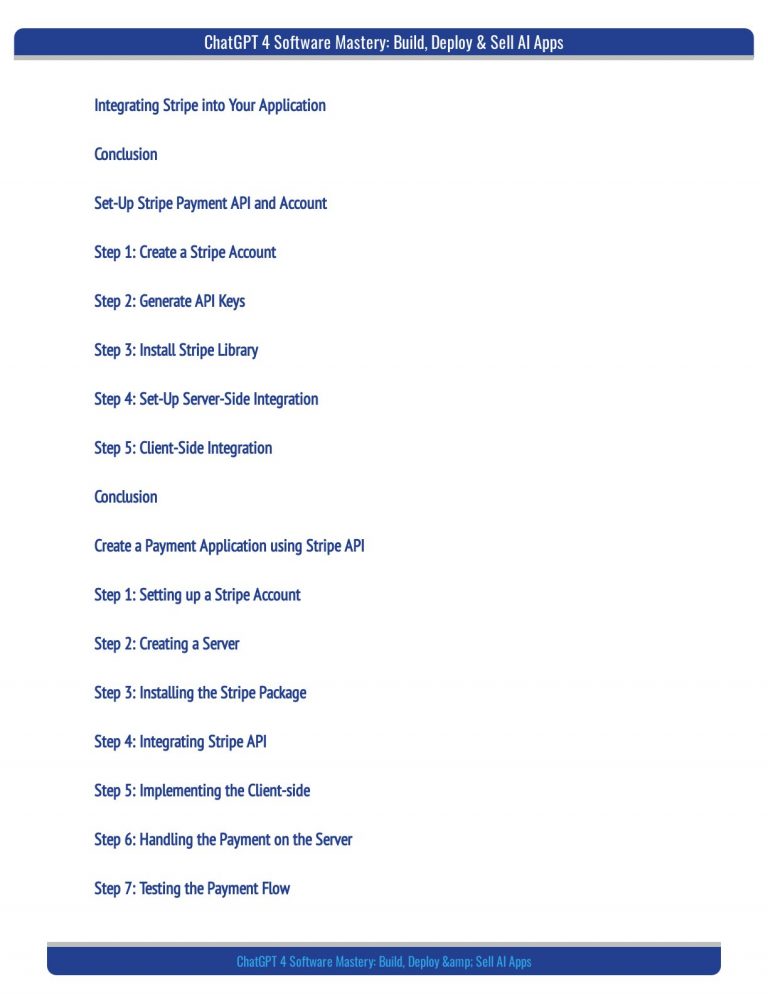 ChatGPT 4 Software Mastery: Build, Deploy & Sell AI Apps
Integrating Stripe into Your Application
Conclusion
Set-Up Stripe Payment API and Account
Step 1: Create a Stripe Account
Step 2: Generate API Keys
Step 3: Install Stripe Library
Step 4: Set-Up Server-Side Integration
Step 5: Client-Side Integration
Conclusion
Create a Payment Application using Stripe API
Step 1: Setting up a Stripe Account
Step 2: Creating a Server
Step 3: Installing the Stripe Package
Step 4: Integrating Stripe API
Step 5: Implementing the Client-side
Step 6: Handling the Payment on the Server
Step 7: Testing the Payment Flow
ChatGPT 4 Software Mastery: Build, Deploy &amp; Sell AI Apps